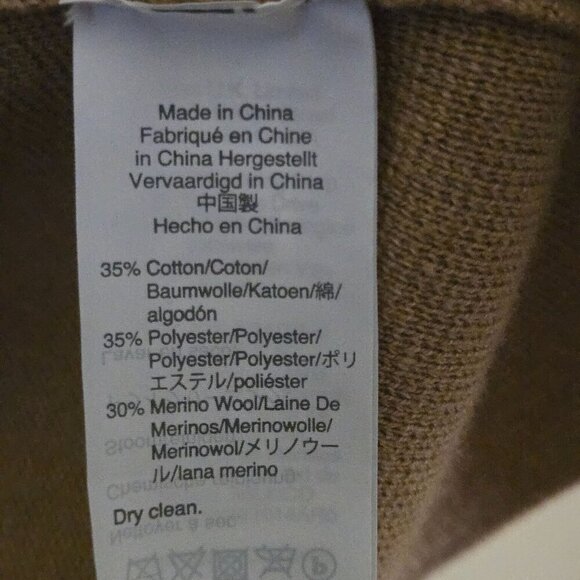 Made in China
Fabriqué en Chine
in China Hergestellt
Vervaardigd in China
中国製
Hecho en China
35% Cotton/Coton/
Baumwolle/Katoen/綿/
algodón
35% Polyester/Polyester/
Polyester/Polyester/ポリ
エステル/poliéster
30% Merino Wool/Laine De
Merinos/Merinowolle/
Merinowol/メリノウー
ル/lana merino
Dry clean.